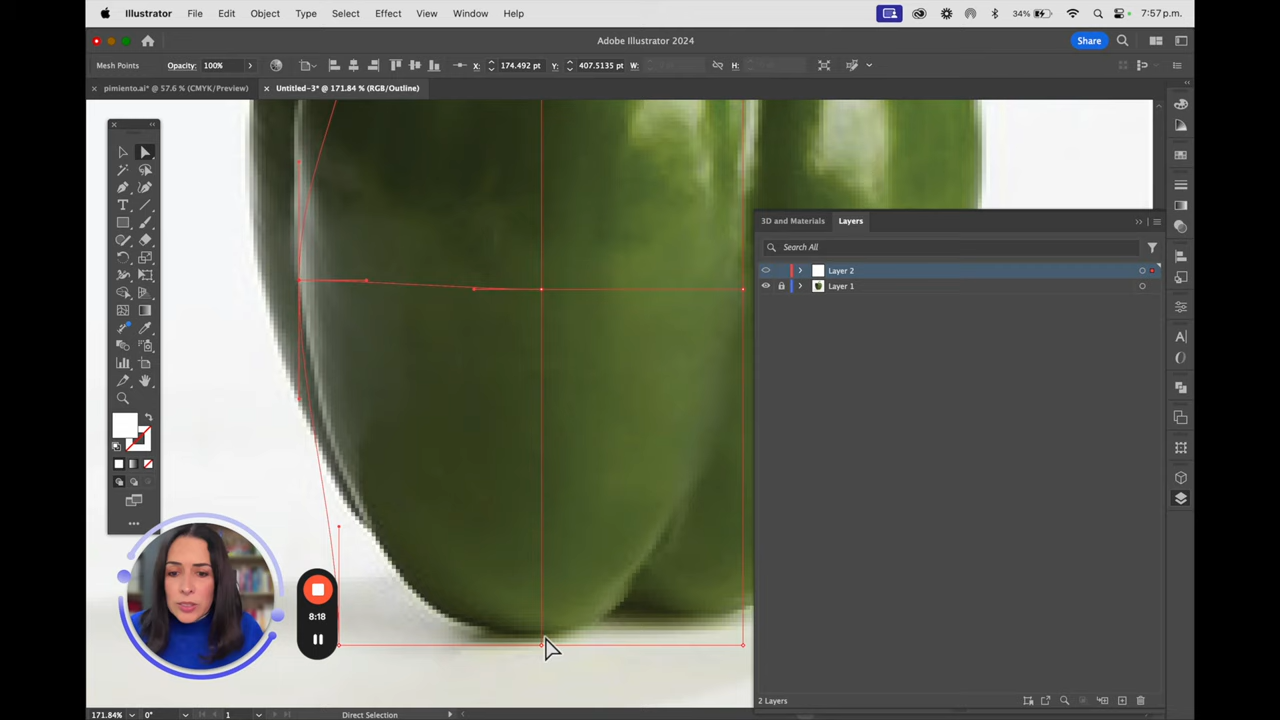 Illustrator File Edit Object Type Select Effect View Window Help 34% 7:57p.m.
Adobe Illustrator 2024 Share
Mesh Points Opacity: 100% X: 174.492 pt Y: 407.5135 pt W: H:
× pimiento.ai* @ 57.6 % (CMYK/Preview) × Untitled-3* @ 171.84 % (RGB/Outline)
3D and Materials Layers
Search All
Layer 2
Layer 1
8:18
2 Layers
171.84% 0° 1 Direct Selection